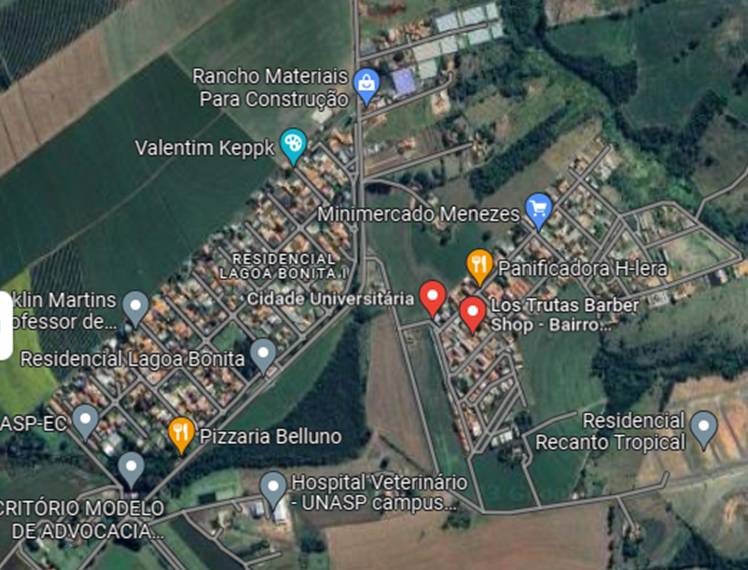 Rancho Materiais
Para Construção
Valentim Keppk
Minimercado Menezes
RESIDENCIAL
LAGOA BONITA I
Panificadora H-lera
Cidade Universitária
klin Martins
ofessor de...
Los Trutas Barber
Shop - Bairro...
Residencial Lagoa Bonita
ASP-EC
Pizzaria Belluno
Residencial
Recanto Tropical
Hospital Veterinário
- UNASP campus...
CRITÓRIO MODELO
DE ADVOCACIA...